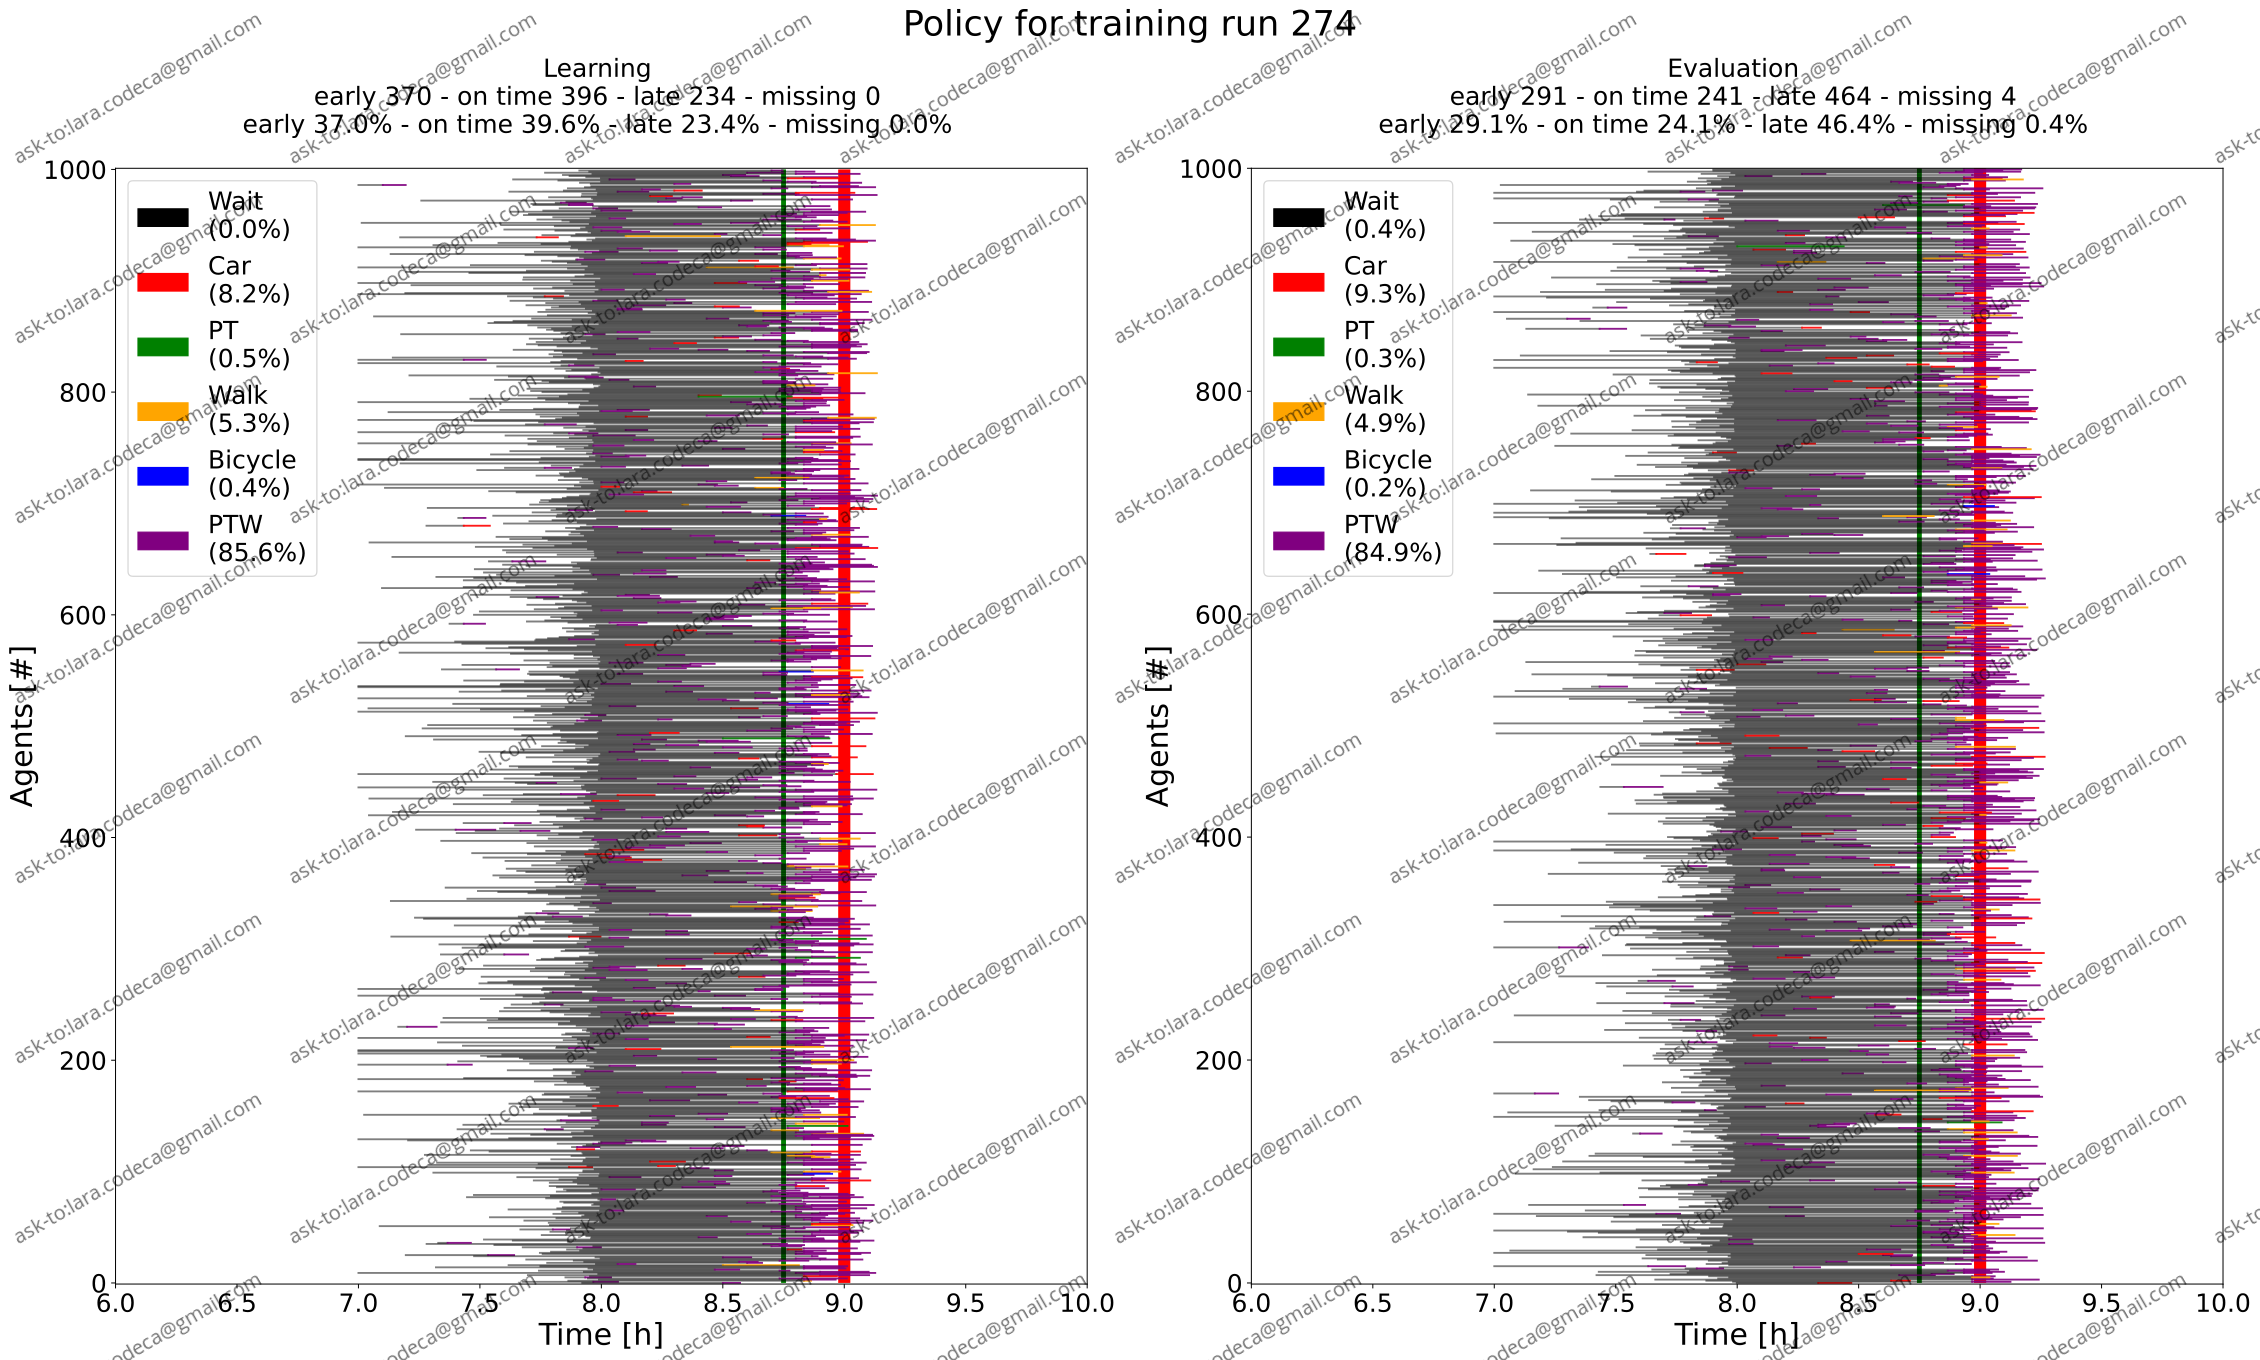 Policy for training run 274
Learning
early 370 - on time 396 - late 234 - missing 0
early 37.0% - on time 39.6% - late 23.4% - missing 0.0%
1000
800
600
400
200
0
Agents [#]
Wait
(0.0%)
Car
(8.2%)
PT
(0.5%)
Walk
(5.3%)
Bicycle
(0.4%)
PTW
(85.6%)
6.0 6.5 7.0 7.5 8.0 8.5 9.0 9.5 10.0
Time [h]
Evaluation
early 291 - on time 241 - late 464 - missing 4
early 29.1% - on time 24.1% - late 46.4% - missing 0.4%
1000
800
600
400
200
0
Agents [#]
Wait
(0.4%)
Car
(9.3%)
PT
(0.3%)
Walk
(4.9%)
Bicycle
(0.2%)
PTW
(84.9%)
6.0 6.5 7.0 7.5 8.0 8.5 9.0 9.5 10.0
Time [h]
ask-to:lara.codeca@gmail.com